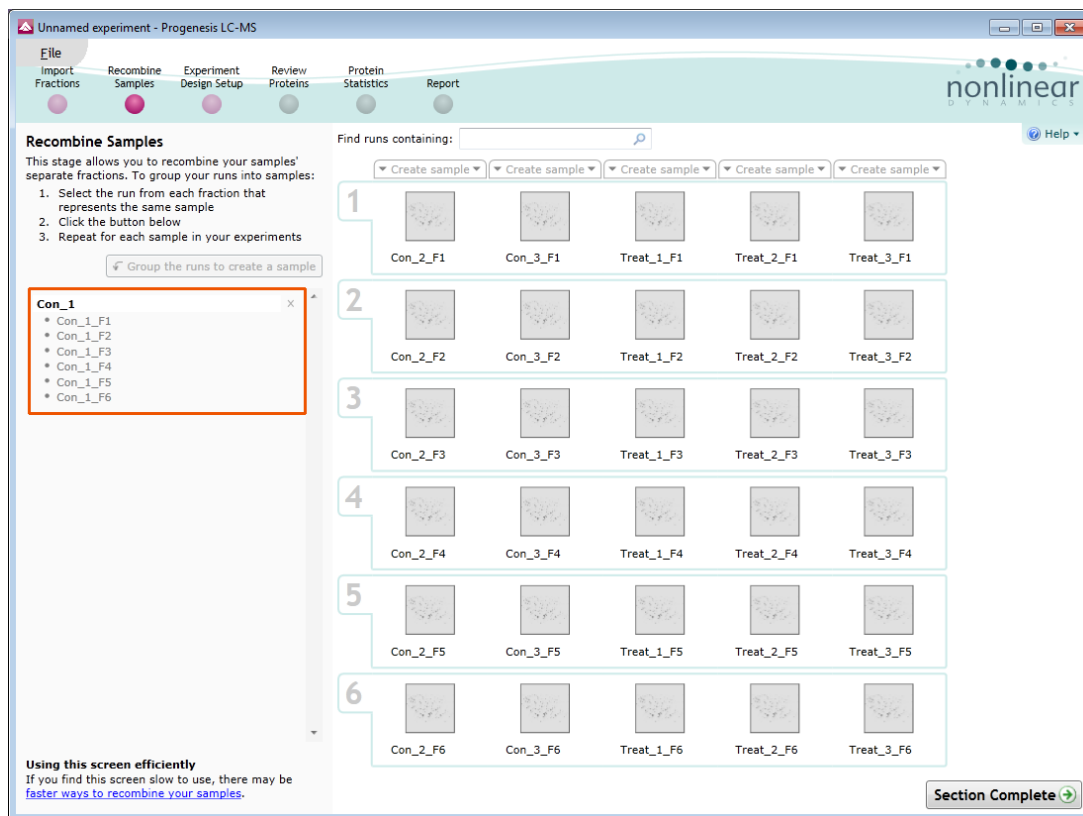 Unnamed experiment - Progenesis LC-MS
File
Import Fractions
Recombine Samples
Experiment Design Setup
Review Proteins
Protein Statistics
Report
nonlinear
DYNAMICS
Help
Recombine Samples
This stage allows you to recombine your samples'
separate fractions. To group your runs into samples:
1. Select the run from each fraction that
represents the same sample
2. Click the button below
3. Repeat for each sample in your experiments
Group the runs to create a sample
Con_1
x
• Con_1_F1
• Con_1_F2
• Con_1_F3
• Con_1_F4
• Con_1_F5
• Con_1_F6
Using this screen efficiently
If you find this screen slow to use, there may be
faster ways to recombine your samples.
Find runs containing:
Create sample Create sample Create sample Create sample Create sample
1
Con_2_F1 Con_3_F1 Treat_1_F1 Treat_2_F1 Treat_3_F1
2
Con_2_F2 Con_3_F2 Treat_1_F2 Treat_2_F2 Treat_3_F2
3
Con_2_F3 Con_3_F3 Treat_1_F3 Treat_2_F3 Treat_3_F3
4
Con_2_F4 Con_3_F4 Treat_1_F4 Treat_2_F4 Treat_3_F4
5
Con_2_F5 Con_3_F5 Treat_1_F5 Treat_2_F5 Treat_3_F5
6
Con_2_F6 Con_3_F6 Treat_1_F6 Treat_2_F6 Treat_3_F6
Section Complete